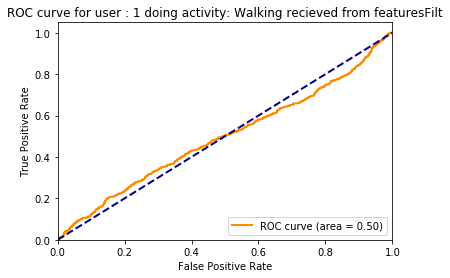 ROC curve for user : 1 doing activity: Walking recieved from featuresFilt
1.0
0.8
0.6
0.4
0.2
0.0
True Positive Rate
ROC curve (area = 0.50)
0.0 0.2 0.4 0.6 0.8 1.0
False Positive Rate